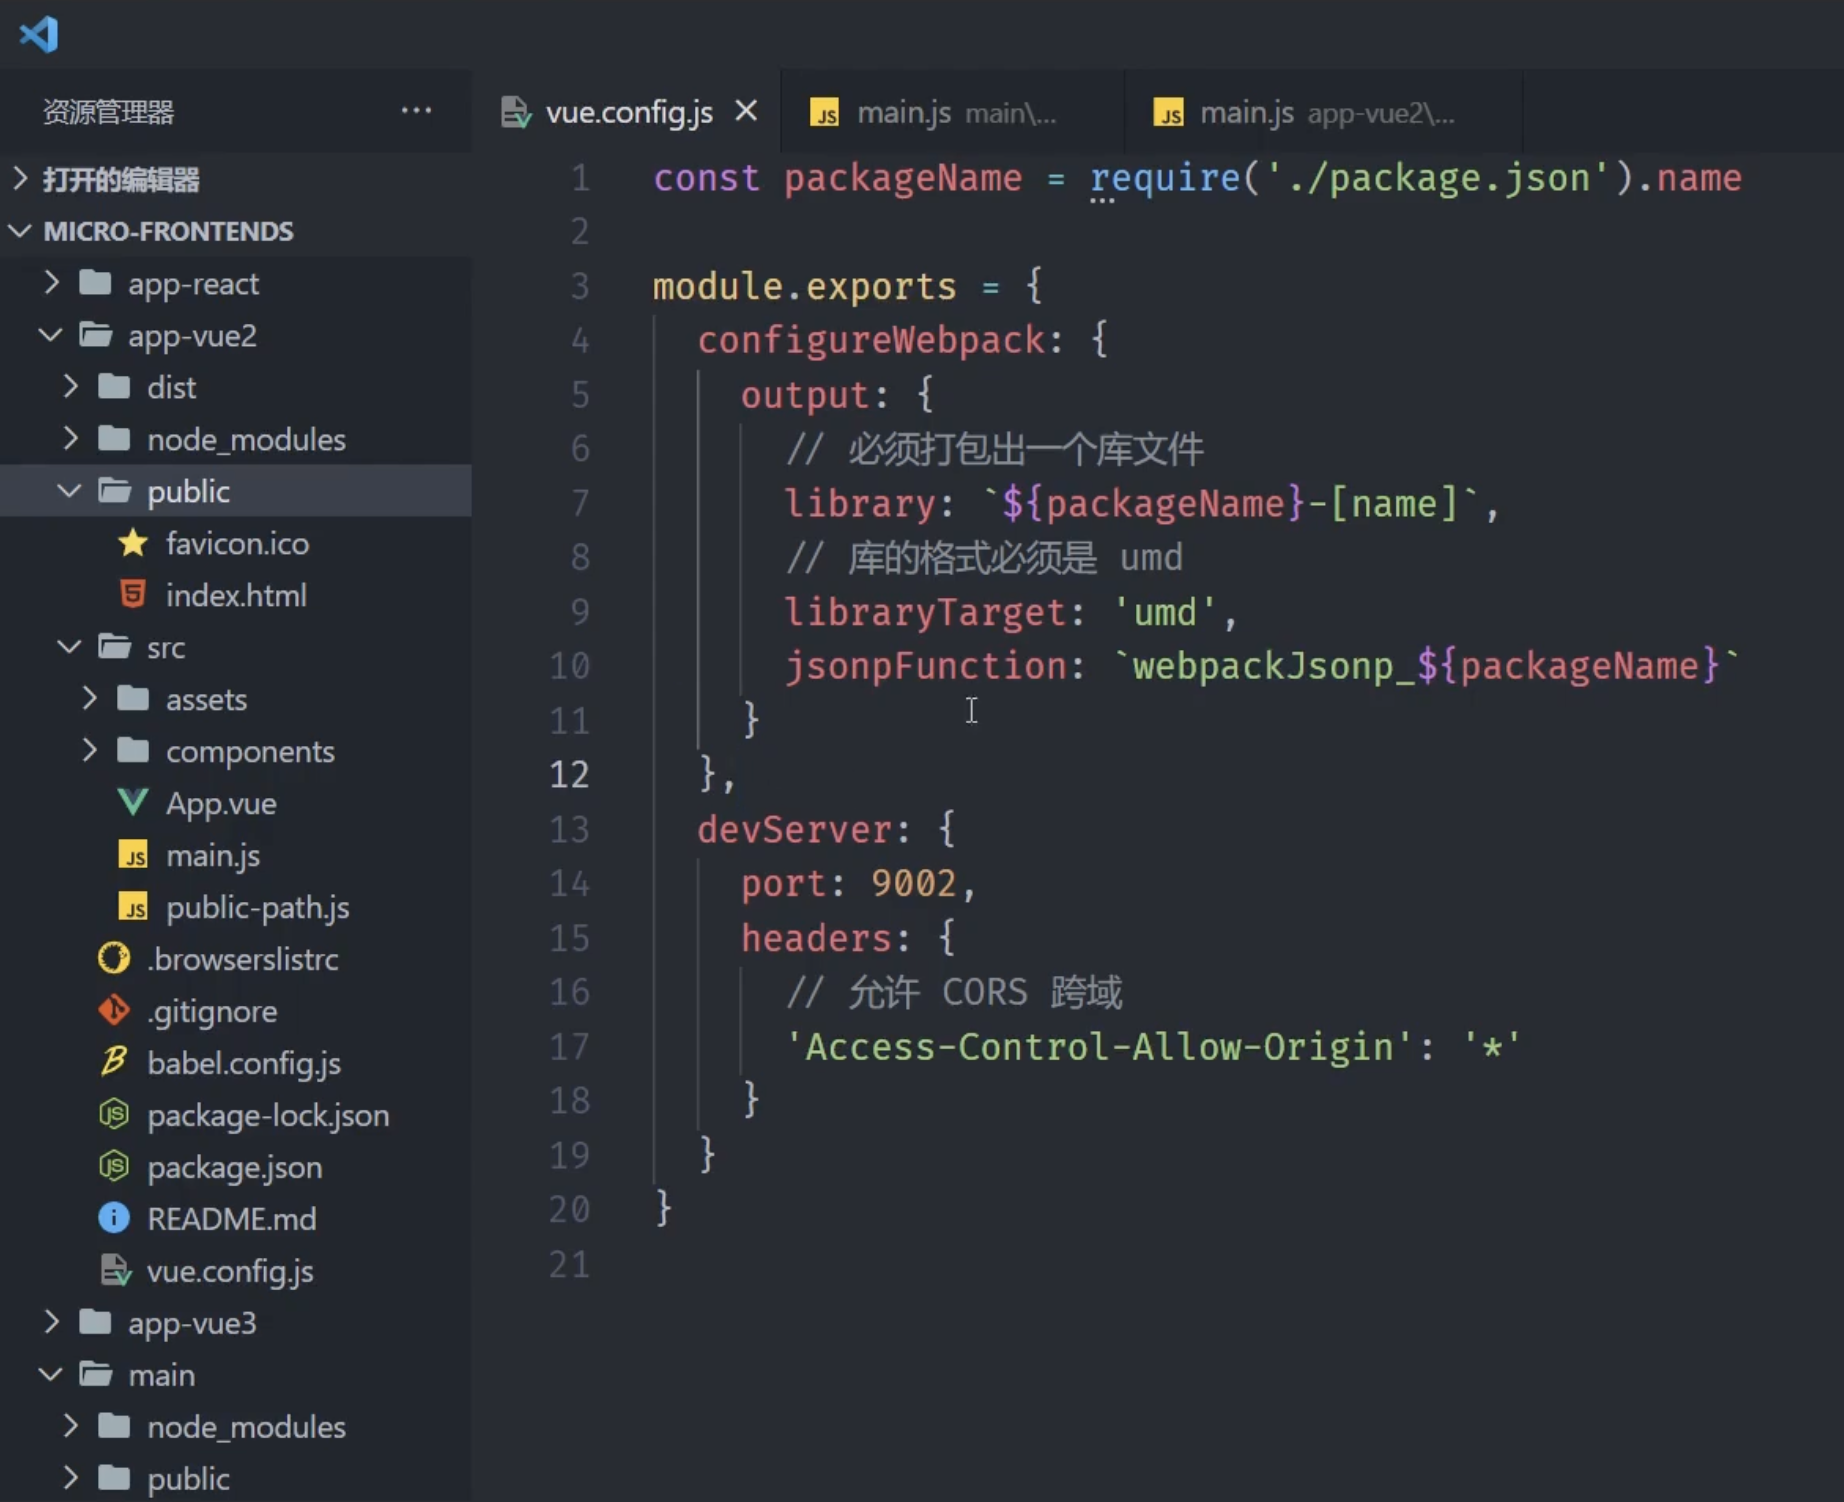 资源管理器 ···
vue.config.js
main.js main\...
main.js app-vue2\...
打开的编辑器
MICRO-FRONTENDS
app-react
app-vue2
dist
node_modules
public
favicon.ico
index.html
src
assets
components
App.vue
main.js
public-path.js
.browserslistrc
.gitignore
babel.config.js
package-lock.json
package.json
README.md
vue.config.js
app-vue3
main
node_modules
public
1 const packageName = require('./package.json').name
2
3 module.exports = {
4 configureWebpack: {
5 output: {
6 // 必须打包出一个库文件
7 library: `${packageName}-[name]`,
8 // 库的格式必须是 umd
9 libraryTarget: 'umd',
10 jsonpFunction: `webpackJsonp_${packageName}`
11 }
12 },
13 devServer: {
14 port: 9002,
15 headers: {
16 // 允许 CORS 跨域
17 'Access-Control-Allow-Origin': '*'
18 }
19 }
20 }
21